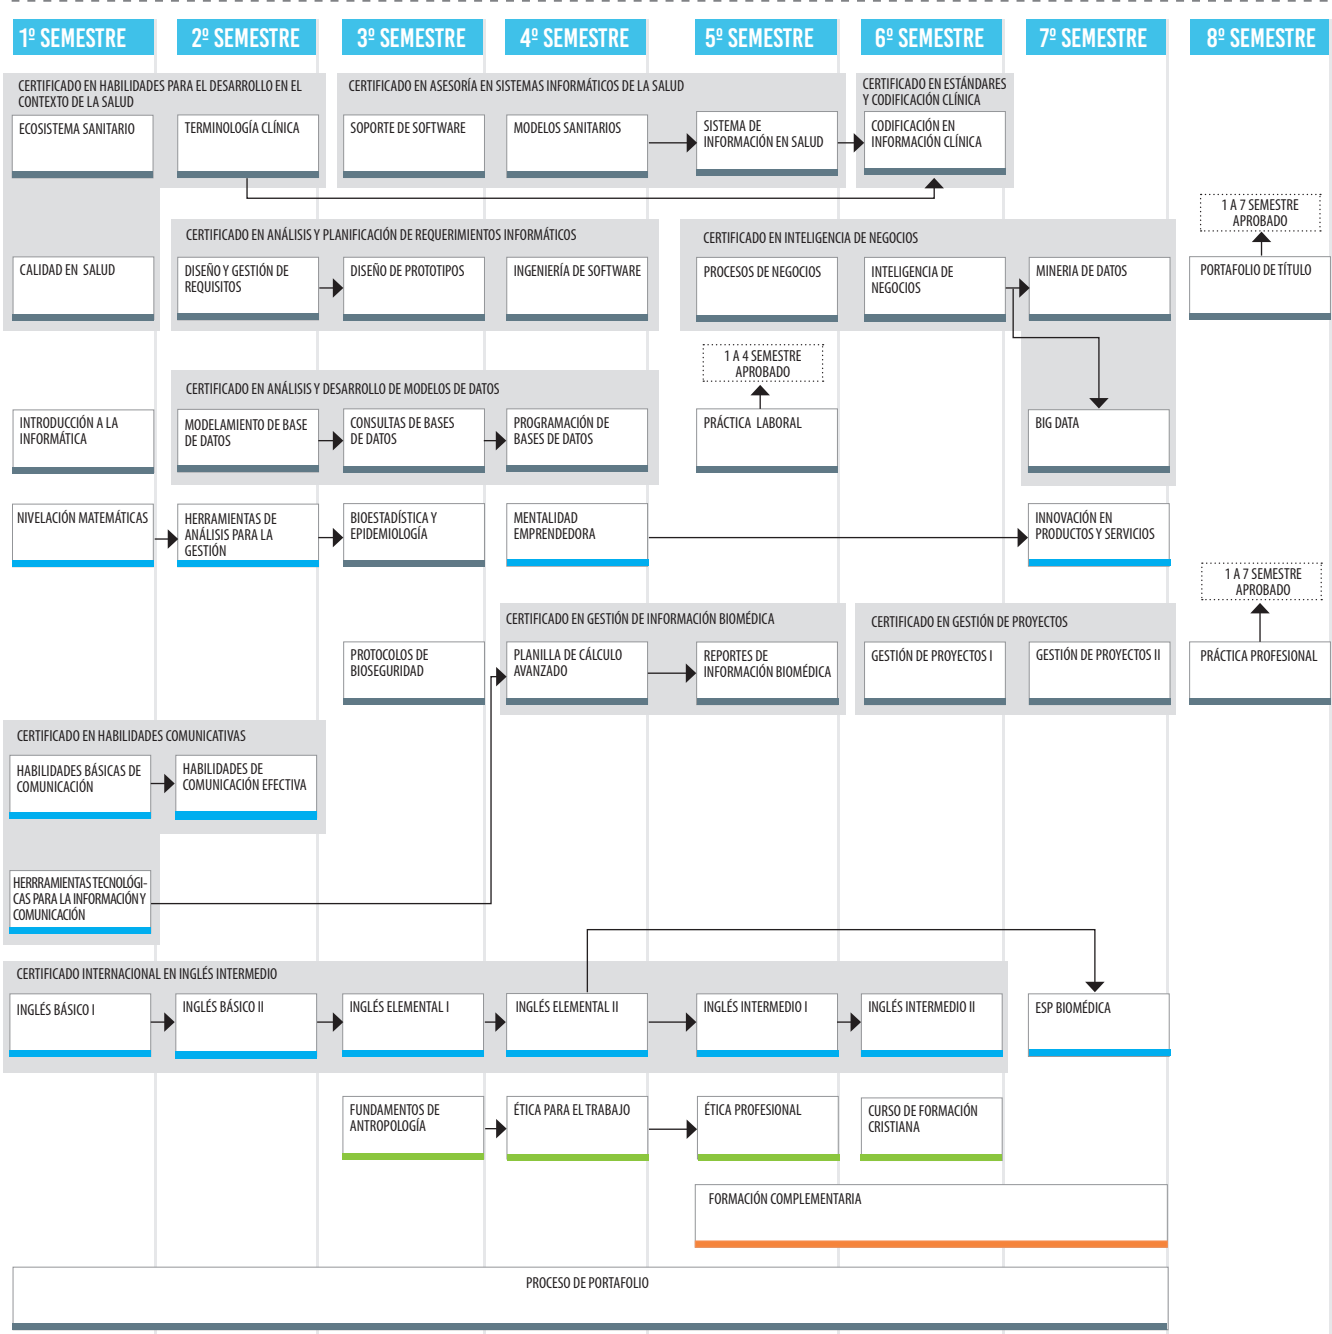 1º SEMESTRE
2º SEMESTRE
3º SEMESTRE
4º SEMESTRE
5º SEMESTRE
6º SEMESTRE
7º SEMESTRE
8º SEMESTRE
CERTIFICADO EN HABILIDADES PARA EL DESARROLLO EN EL
CONTEXTO DE LA SALUD
CERTIFICADO EN ASESORÍA EN SISTEMAS INFORMÁTICOS DE LA SALUD
CERTIFICADO EN ESTÁNDARES
Y CODIFICACIÓN CLÍNICA
ECOSISTEMA SANITARIO
TERMINOLOGÍA CLÍNICA
SOPORTE DE SOFTWARE
MODELOS SANITARIOS
SISTEMA DE
INFORMACIÓN EN SALUD
CODIFICACIÓN EN
INFORMACIÓN CLÍNICA
1 A 7 SEMESTRE
APROBADO
CERTIFICADO EN ANÁLISIS Y PLANIFICACIÓN DE REQUERIMIENTOS INFORMÁTICOS
CERTIFICADO EN INTELIGENCIA DE NEGOCIOS
CALIDAD EN SALUD
DISEÑO Y GESTIÓN DE
REQUISITOS
DISEÑO DE PROTOTIPOS
INGENIERÍA DE SOFTWARE
PROCESOS DE NEGOCIOS
INTELIGENCIA DE
NEGOCIOS
MINERIA DE DATOS
PORTAFOLIO DE TÍTULO
1 A 4 SEMESTRE
APROBADO
CERTIFICADO EN ANÁLISIS Y DESARROLLO DE MODELOS DE DATOS
INTRODUCCIÓN A LA
INFORMÁTICA
MODELAMIENTO DE BASE
DE DATOS
CONSULTAS DE BASES
DE DATOS
PROGRAMACIÓN DE
BASES DE DATOS
PRÁCTICA LABORAL
BIG DATA
NIVELACIÓN MATEMÁTICAS
HERRAMIENTAS DE
ANÁLISIS PARA LA
GESTIÓN
BIOESTADÍSTICA Y
EPIDEMIOLOGÍA
MENTALIDAD
EMPRENDEDORA
INNOVACIÓN EN
PRODUCTOS Y SERVICIOS
1 A 7 SEMESTRE
APROBADO
CERTIFICADO EN GESTIÓN DE INFORMACIÓN BIOMÉDICA
CERTIFICADO EN GESTIÓN DE PROYECTOS
PROTOCOLOS DE
BIOSEGURIDAD
PLANILLA DE CÁLCULO
AVANZADO
REPORTES DE
INFORMACIÓN BIOMÉDICA
GESTIÓN DE PROYECTOS I
GESTIÓN DE PROYECTOS II
PRÁCTICA PROFESIONAL
CERTIFICADO EN HABILIDADES COMUNICATIVAS
HABILIDADES BÁSICAS DE
COMUNICACIÓN
HABILIDADES DE
COMUNICACIÓN EFECTIVA
HERRRAMIENTAS TECNOLÓGI-
CAS PARA LA INFORMACIÓN Y
COMUNICACIÓN
CERTIFICADO INTERNACIONAL EN INGLÉS INTERMEDIO
INGLÉS BÁSICO I
INGLÉS BÁSICO II
INGLÉS ELEMENTAL I
INGLÉS ELEMENTAL II
INGLÉS INTERMEDIO I
INGLÉS INTERMEDIO II
ESP BIOMÉDICA
FUNDAMENTOS DE
ANTROPOLOGÍA
ÉTICA PARA EL TRABAJO
ÉTICA PROFESIONAL
CURSO DE FORMACIÓN
CRISTIANA
FORMACIÓN COMPLEMENTARIA
PROCESO DE PORTAFOLIO